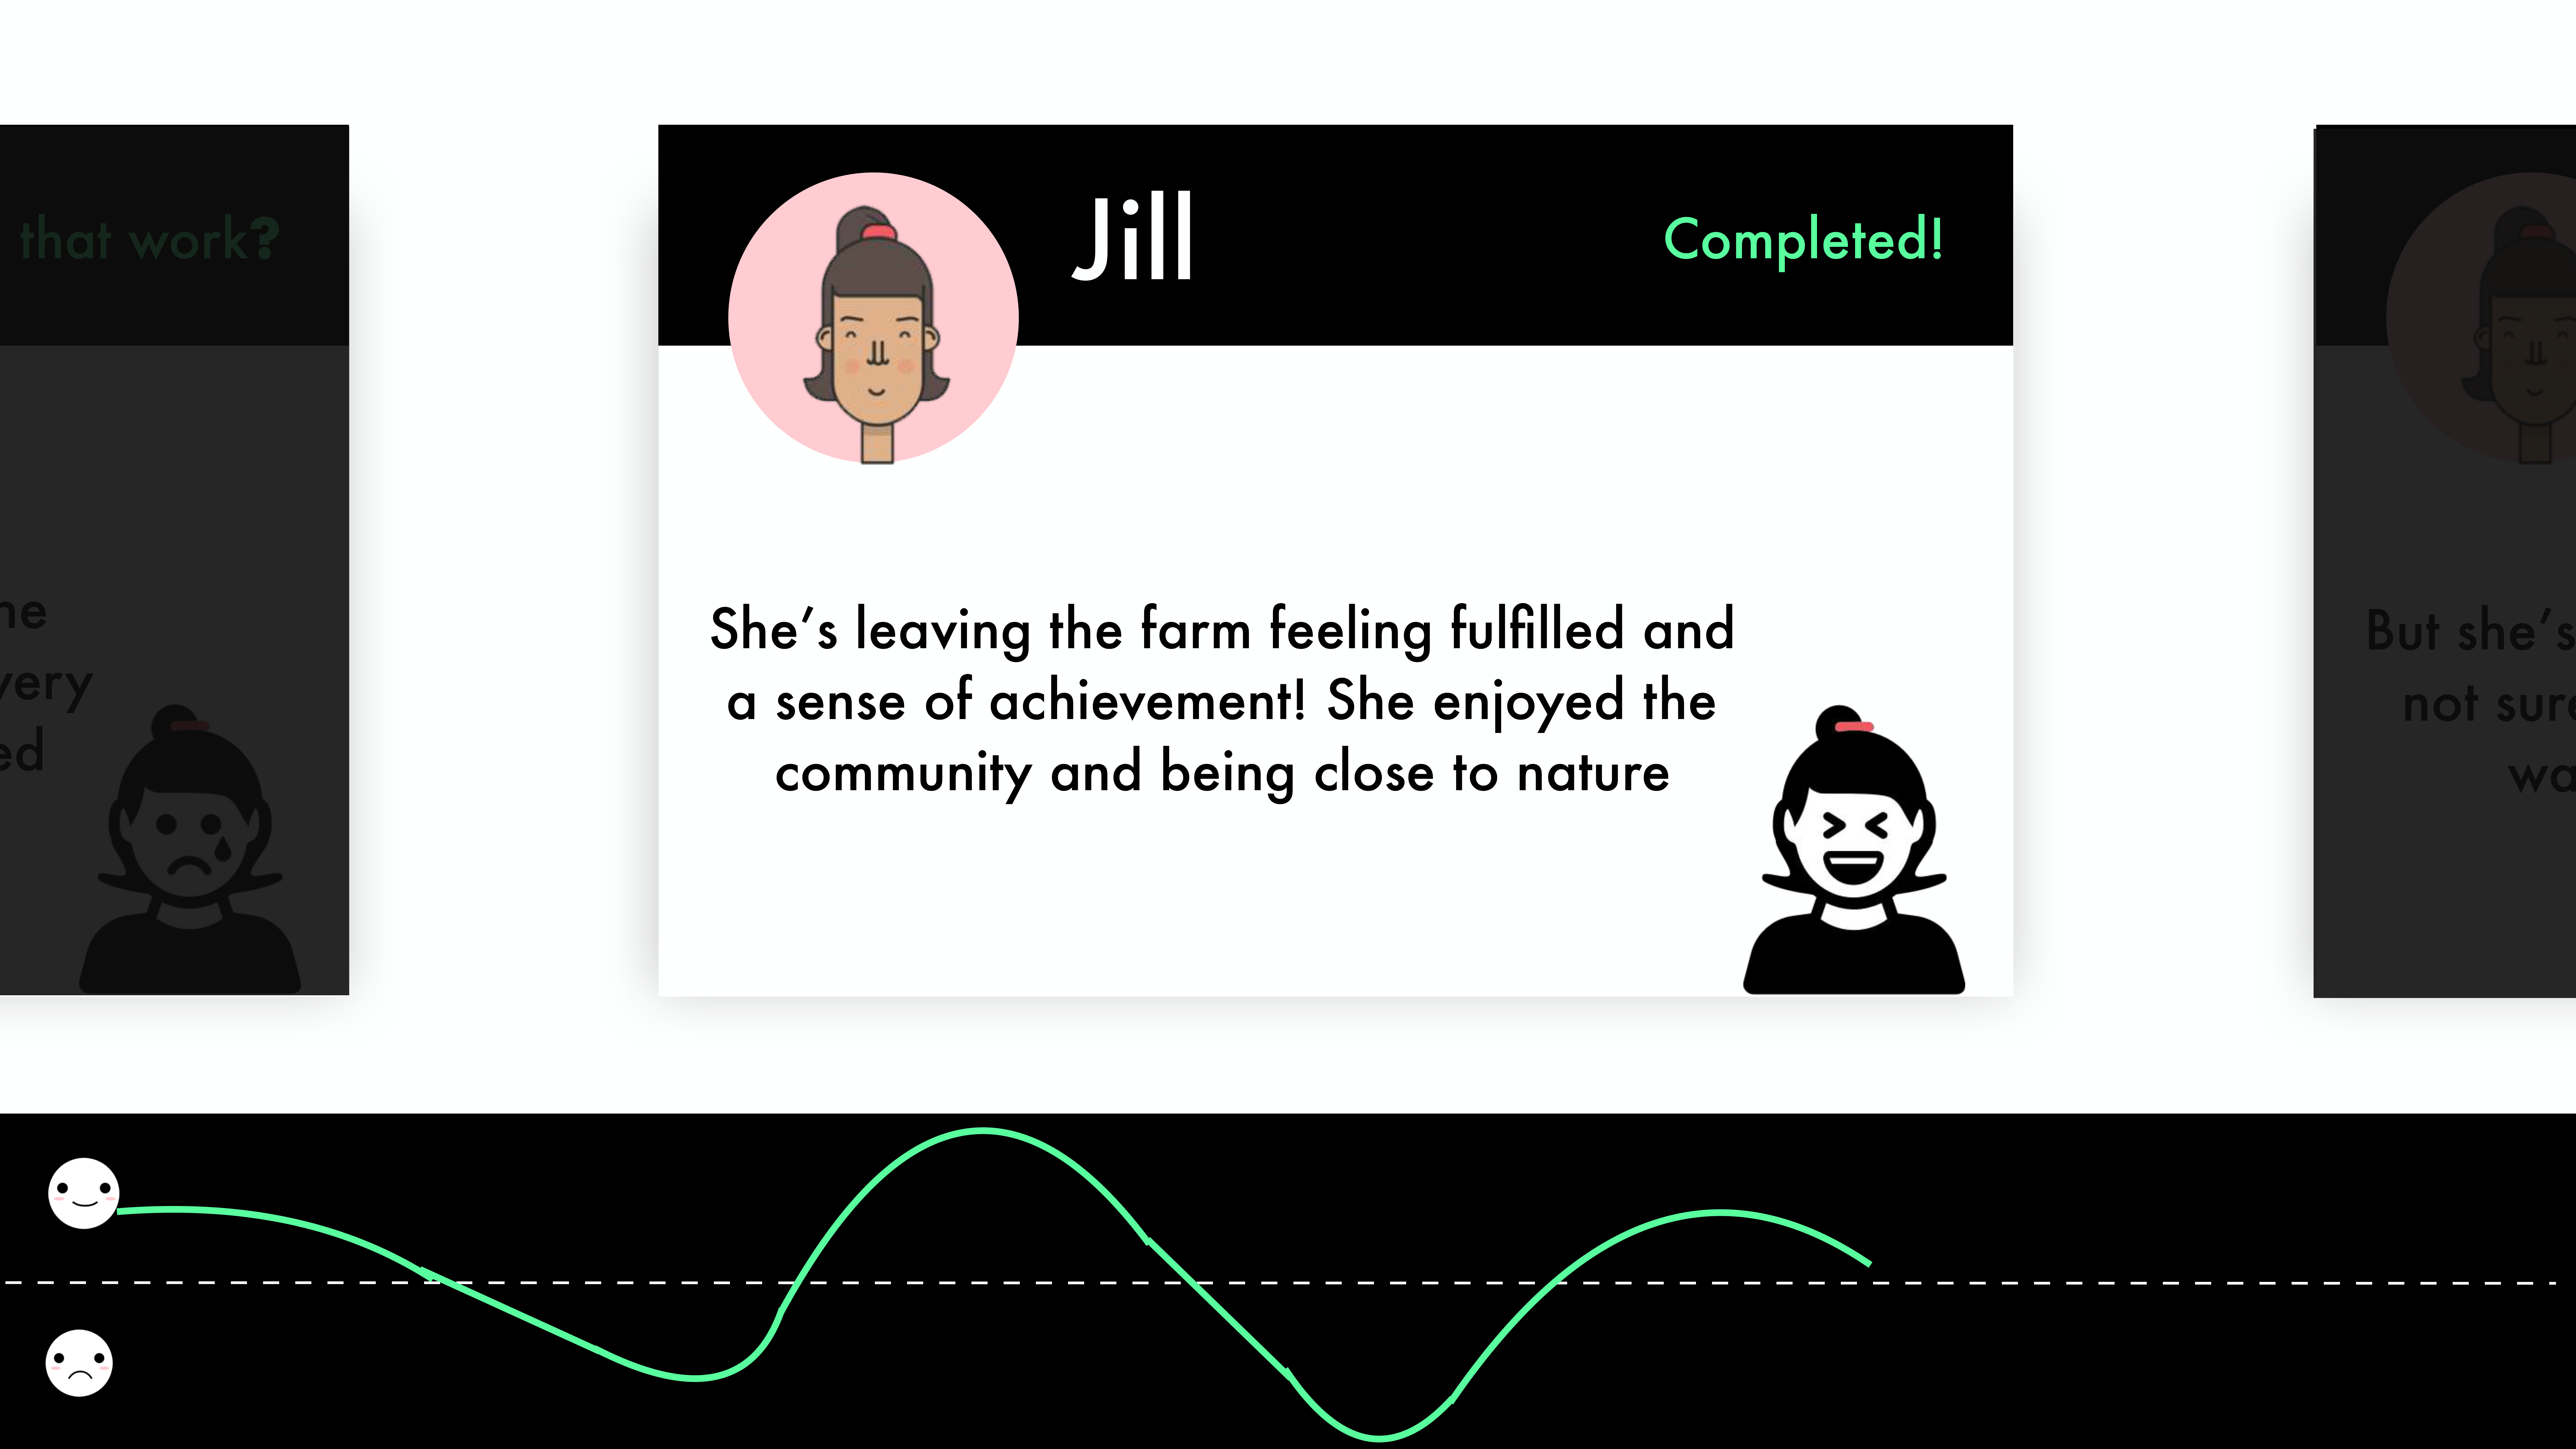 that work?
Jill
Completed!
very
She’s leaving the farm feeling fulfilled and
a sense of achievement! She enjoyed the
community and being close to nature
But she’s
not sure